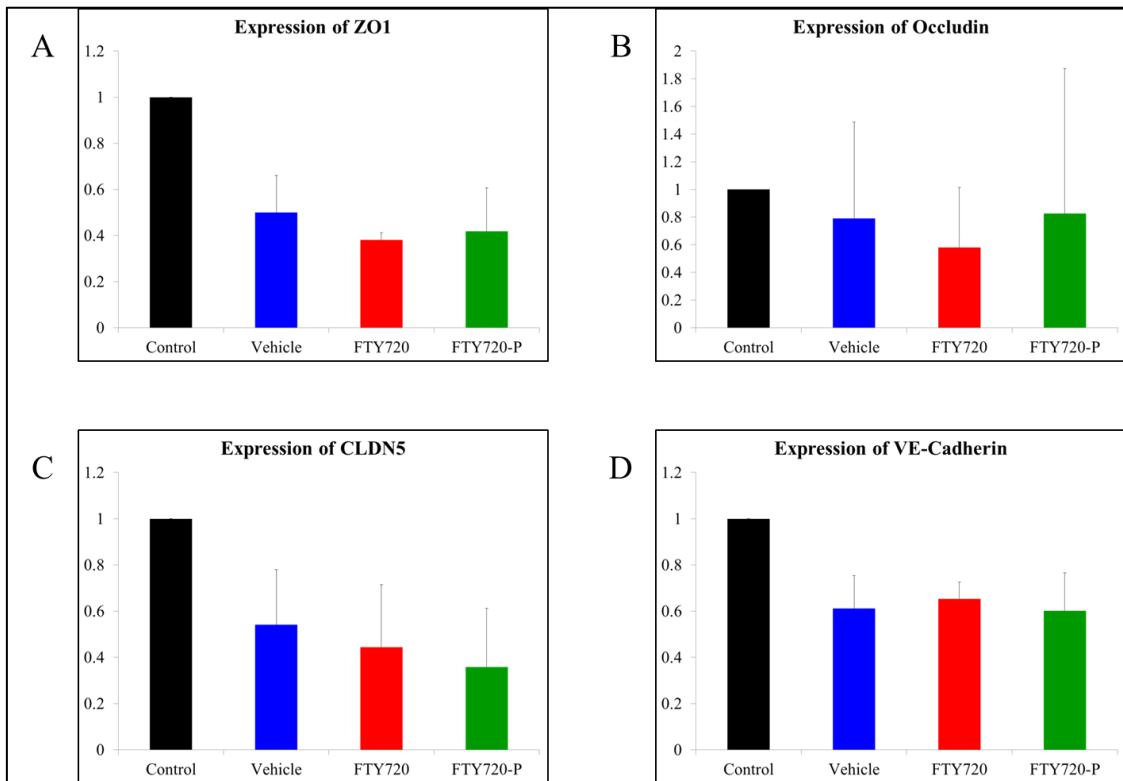 A
Expression of ZO1
1.2
1
0.8
0.6
0.4
0.2
0
Control Vehicle FTY720 FTY720-P
B
Expression of Occludin
2
1.8
1.6
1.4
1.2
1
0.8
0.6
0.4
0.2
0
Control Vehicle FTY720 FTY720-P
C
Expression of CLDN5
1.2
1
0.8
0.6
0.4
0.2
0
Control Vehicle FTY720 FTY720-P
D
Expression of VE-Cadherin
1.2
1
0.8
0.6
0.4
0.2
0
Control Vehicle FTY720 FTY720-P